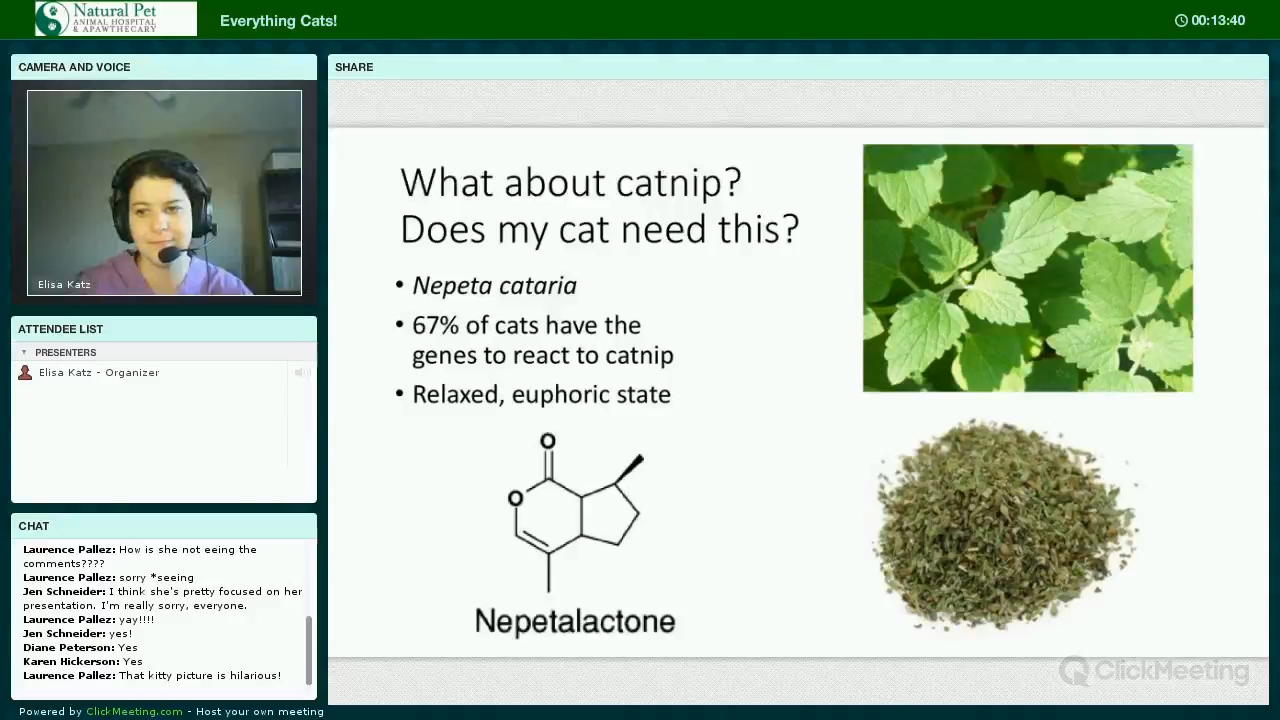 Natural Pet
ANIMAL HOSPITAL
& APAWTHECARY
Everything Cats!
00:13:40
CAMERA AND VOICE
Elisa Katz
ATTENDEE LIST
PRESENTERS
Elisa Katz - Organizer
CHAT
Laurence Pallez: How is she not eeing the
comments????
Laurence Pallez: sorry *seeing
Jen Schneider: I think she's pretty focused on her
presentation. I'm really sorry, everyone.
Laurence Pallez: yay!!!!
Jen Schneider: yes!
Diane Peterson: Yes
Karen Hickerson: Yes
Laurence Pallez: That kitty picture is hilarious!
Powered by ClickMeeting.com - Host your own meeting
SHARE
What about catnip?
Does my cat need this?
• Nepeta cataria
• 67% of cats have the
genes to react to catnip
• Relaxed, euphoric state
O
O
Nepetalactone
ClickMeeting